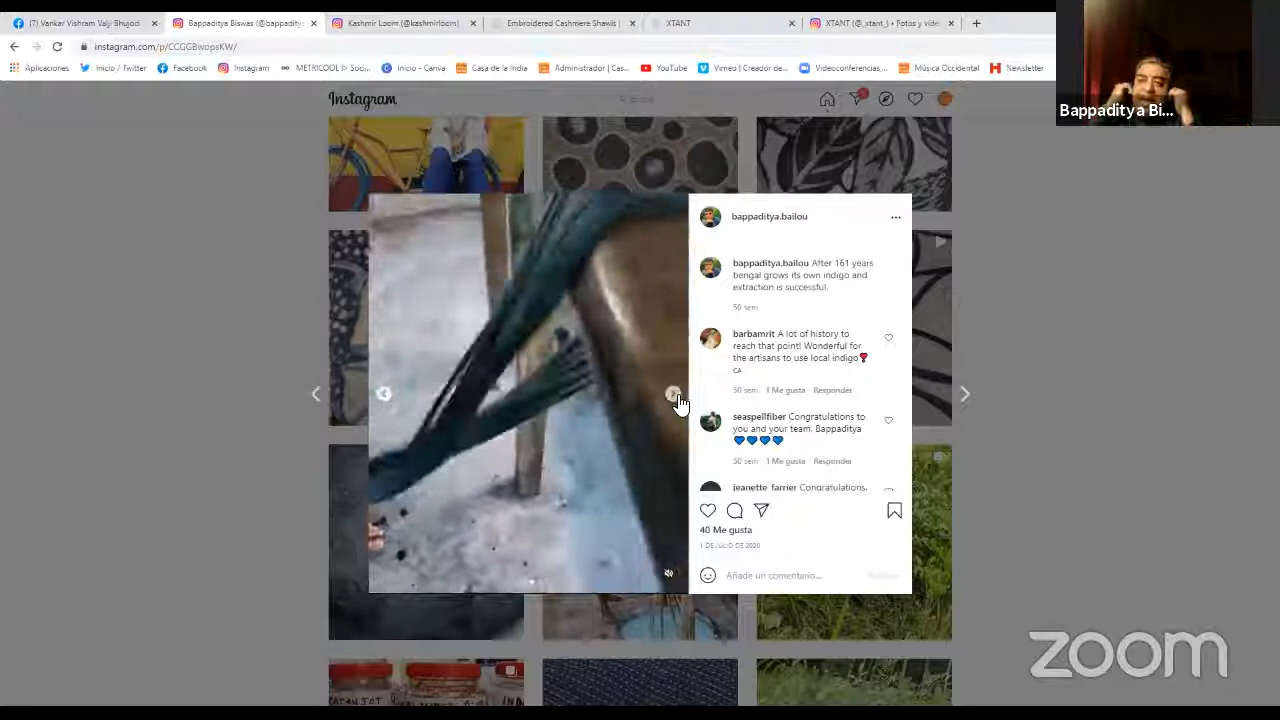 (7) Vankar Vishram Valji Bhujodi
Bappaditya Biswas (@bappaditya
Kashmir Loom (@kashmirloom)
Embroidered Cashmere Shawls |
XTANT
XTANT (@_xtant_) • Fotos y vide
instagram.com/p/CCGGBwopsKW/
Aplicaciones
Inicio / Twitter
Facebook
Instagram
METRICOOL ▷ Soci...
Inicio - Canva
Casa de la India
Administrador | Cas...
YouTube
Vimeo | Creador de...
Videoconferencias,...
Música Occidental
Newsletter
Bappaditya Bi...
Instagram
bappaditya.bailou
bappaditya.bailou After 161 years
bengal grows its own indigo and
extraction is successful.
50 sem
barbamrit A lot of history to
reach that point! Wonderful for
the artisans to use local indigo❣️
50 sem 1 Me gusta Responder
seaspellfiber Congratulations to
you and your team. Bappaditya
💙💙💙💙
50 sem 1 Me gusta Responder
jeanette_farrier Congratulations.
40 Me gusta
1 DE JULIO DE 2020
Añade un comentario...
zoom